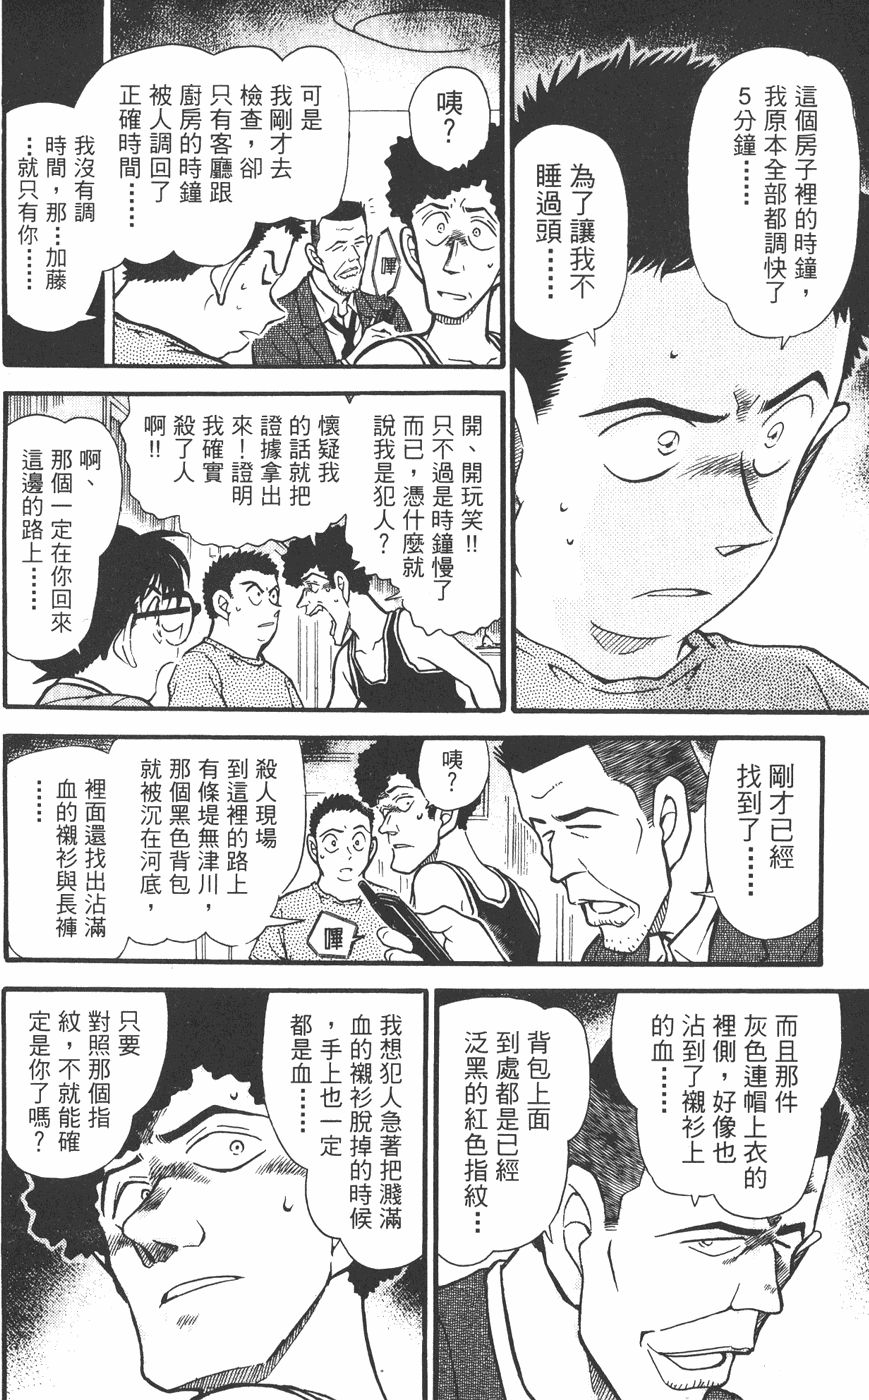 這個房子裡的時鐘，
我原本全部都調快了
5分鐘……
為了讓我不
睡過頭……
咦？
可是
我剛才去
檢查，卻
只有客廳跟
廚房的時鐘
被人調回了
正確時間……
嗶
我沒有調
時間，那…加藤
…就只有你……
開、開玩笑!!
只不過是時鐘慢了
而已，憑什麼就
說我是犯人？
懷疑我
的話就把
證據拿出
來！證明
我確實
殺了人
啊!!
啊、
那個一定在你回來
這邊的路上……
剛才已經
找到了……
咦？
嗶
殺人現場
到這裡的路上
有條堤無津川，
那個黑色背包
就被沉在河底，
裡面還找出沾滿
血的襯衫與長褲
……
而且那件
灰色連帽上衣的
裡側，好像也
沾到了襯衫上
的血……
背包上面
到處都是已經
泛黑的紅色指紋…
我想犯人急著把濺滿
血的襯衫脫掉的時候
，手上也一定
都是血……
只要
對照那個指
紋，不就能確
定是你了嗎？